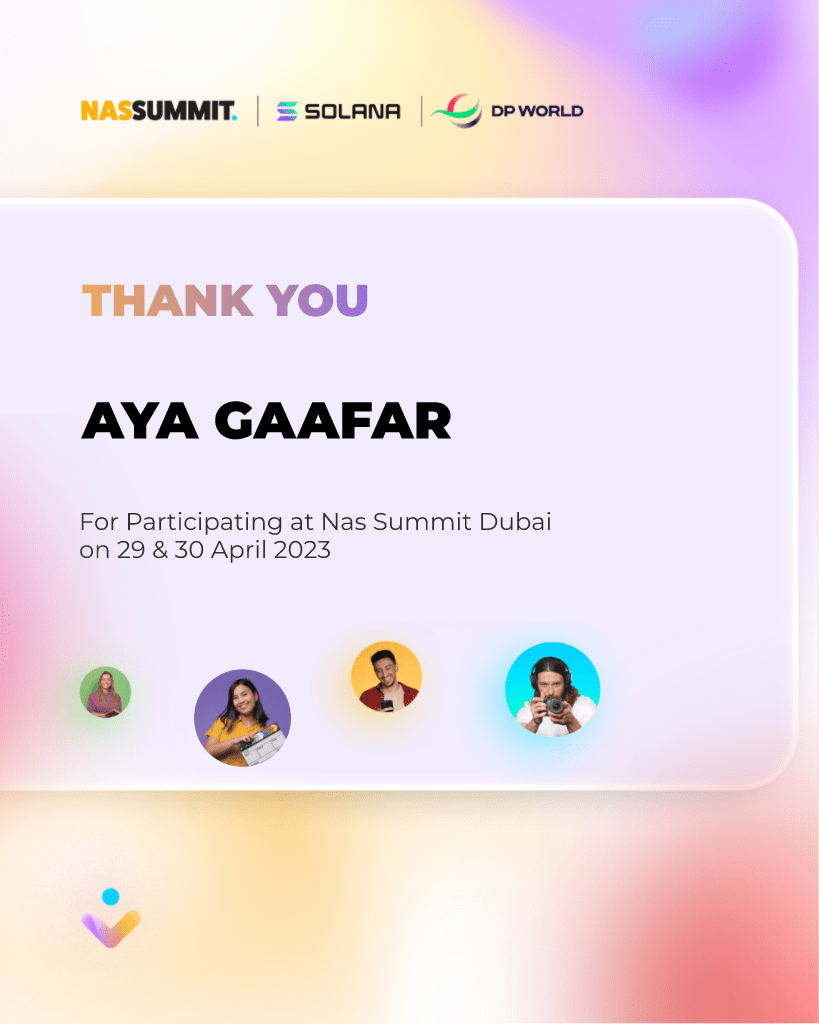 NASSUMMIT. | SOLANA | DP WORLD
THANK YOU
AYA GAAFAR
For Participating at Nas Summit Dubai
on 29 & 30 April 2023